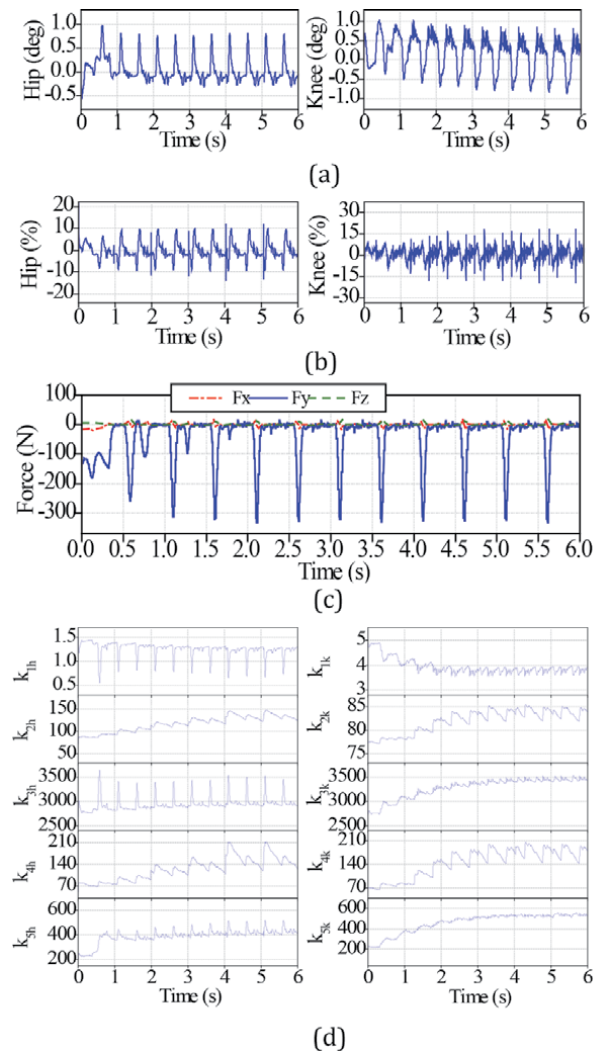 1.0
0.5
0.0
-0.5
Hip (deg)
0 1 2 3 4 5 6
Time (s)
1.0
0.5
0.0
-0.5
-1.0
Knee (deg)
0 1 2 3 4 5 6
Time (s)
(a)
20
10
0
-10
-20
Hip (%)
0 1 2 3 4 5 6
Time (s)
30
15
0
-15
-30
Knee (%)
0 1 2 3 4 5 6
Time (s)
(b)
Fx Fy Fz
100
0
-100
-200
-300
Force (N)
0.0 0.5 1.0 1.5 2.0 2.5 3.0 3.5 4.0 4.5 5.0 5.5 6.0
Time (s)
(c)
k1h
1.5
1.0
0.5
k2h
150
100
50
k3h
3500
3000
2500
k4h
210
140
70
k5h
600
400
200
0 1 2 3 4 5 6
Time (s)
k1k
5
4
3
k2k
85
80
75
k3k
3500
3000
2500
k4k
210
140
70
k5k
600
400
200
0 1 2 3 4 5 6
Time (s)
(d)